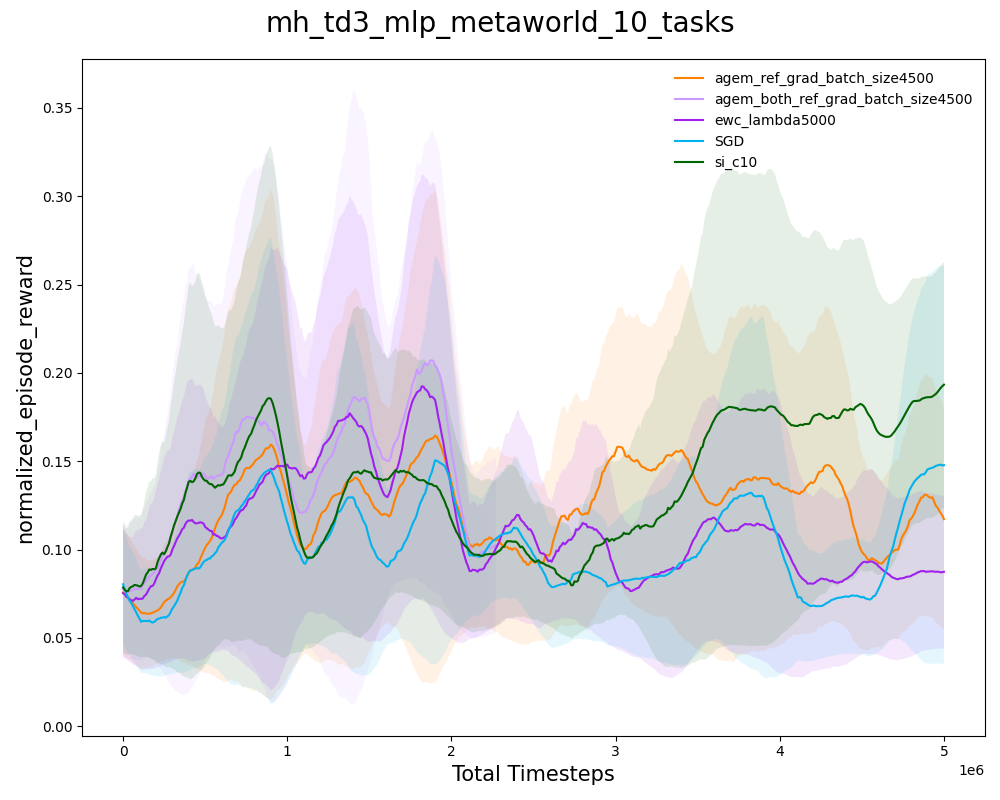 mh_td3_mlp_metaworld_10_tasks
agem_ref_grad_batch_size4500
agem_both_ref_grad_batch_size4500
ewc_lambda5000
SGD
si_c10
normalized_episode_reward
0.35
0.30
0.25
0.20
0.15
0.10
0.05
0.00
0 1 2 3 4 5
1e6
Total Timesteps